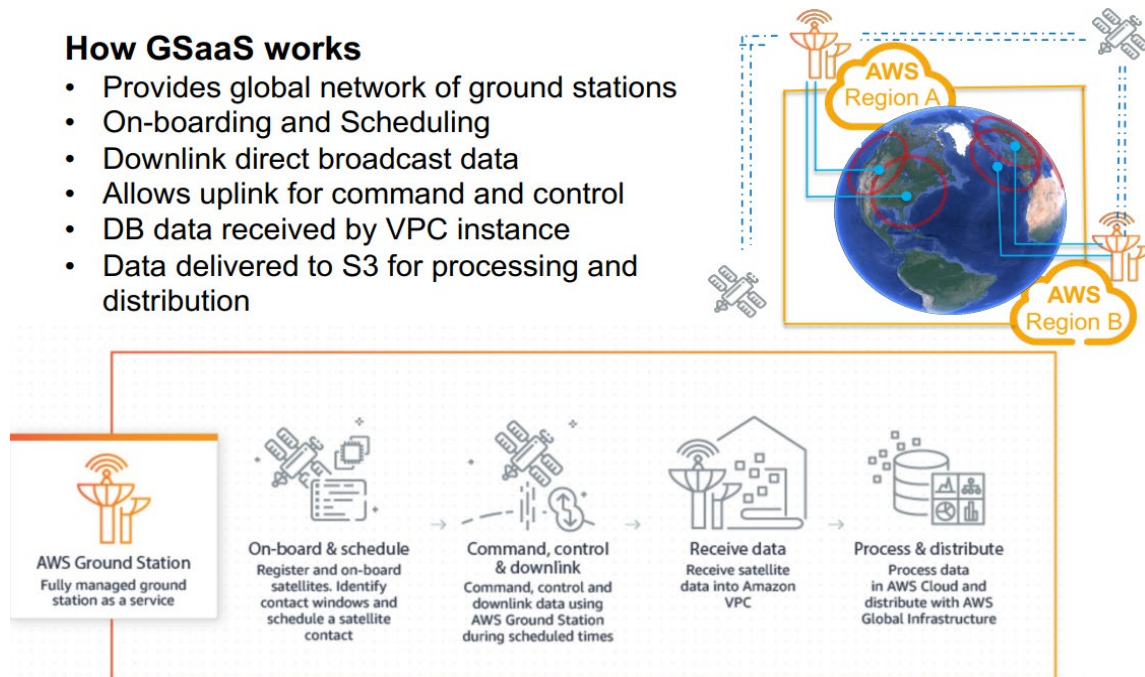 How GSaaS works
• Provides global network of ground stations
• On-boarding and Scheduling
• Downlink direct broadcast data
• Allows uplink for command and control
• DB data received by VPC instance
• Data delivered to S3 for processing and
distribution
AWS
Region A
AWS
Region B
AWS Ground Station
Fully managed ground
station as a service
On-board & schedule
Register and on-board
satellites. Identify
contact windows and
schedule a satellite
contact
Command, control
& downlink
Command, control and
downlink data using
AWS Ground Station
during scheduled times
Receive data
Receive satellite
data into Amazon
VPC
Process & distribute
Process data
in AWS Cloud and
distribute with AWS
Global Infrastructure